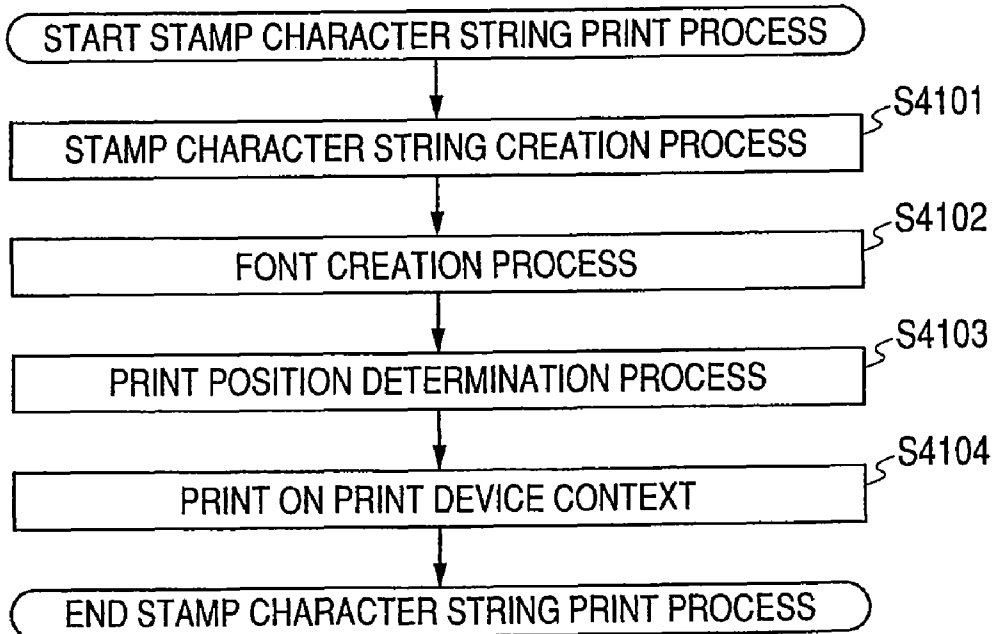 START STAMP CHARACTER STRING PRINT PROCESS
S4101
STAMP CHARACTER STRING CREATION PROCESS
S4102
FONT CREATION PROCESS
S4103
PRINT POSITION DETERMINATION PROCESS
S4104
PRINT ON PRINT DEVICE CONTEXT
END STAMP CHARACTER STRING PRINT PROCESS